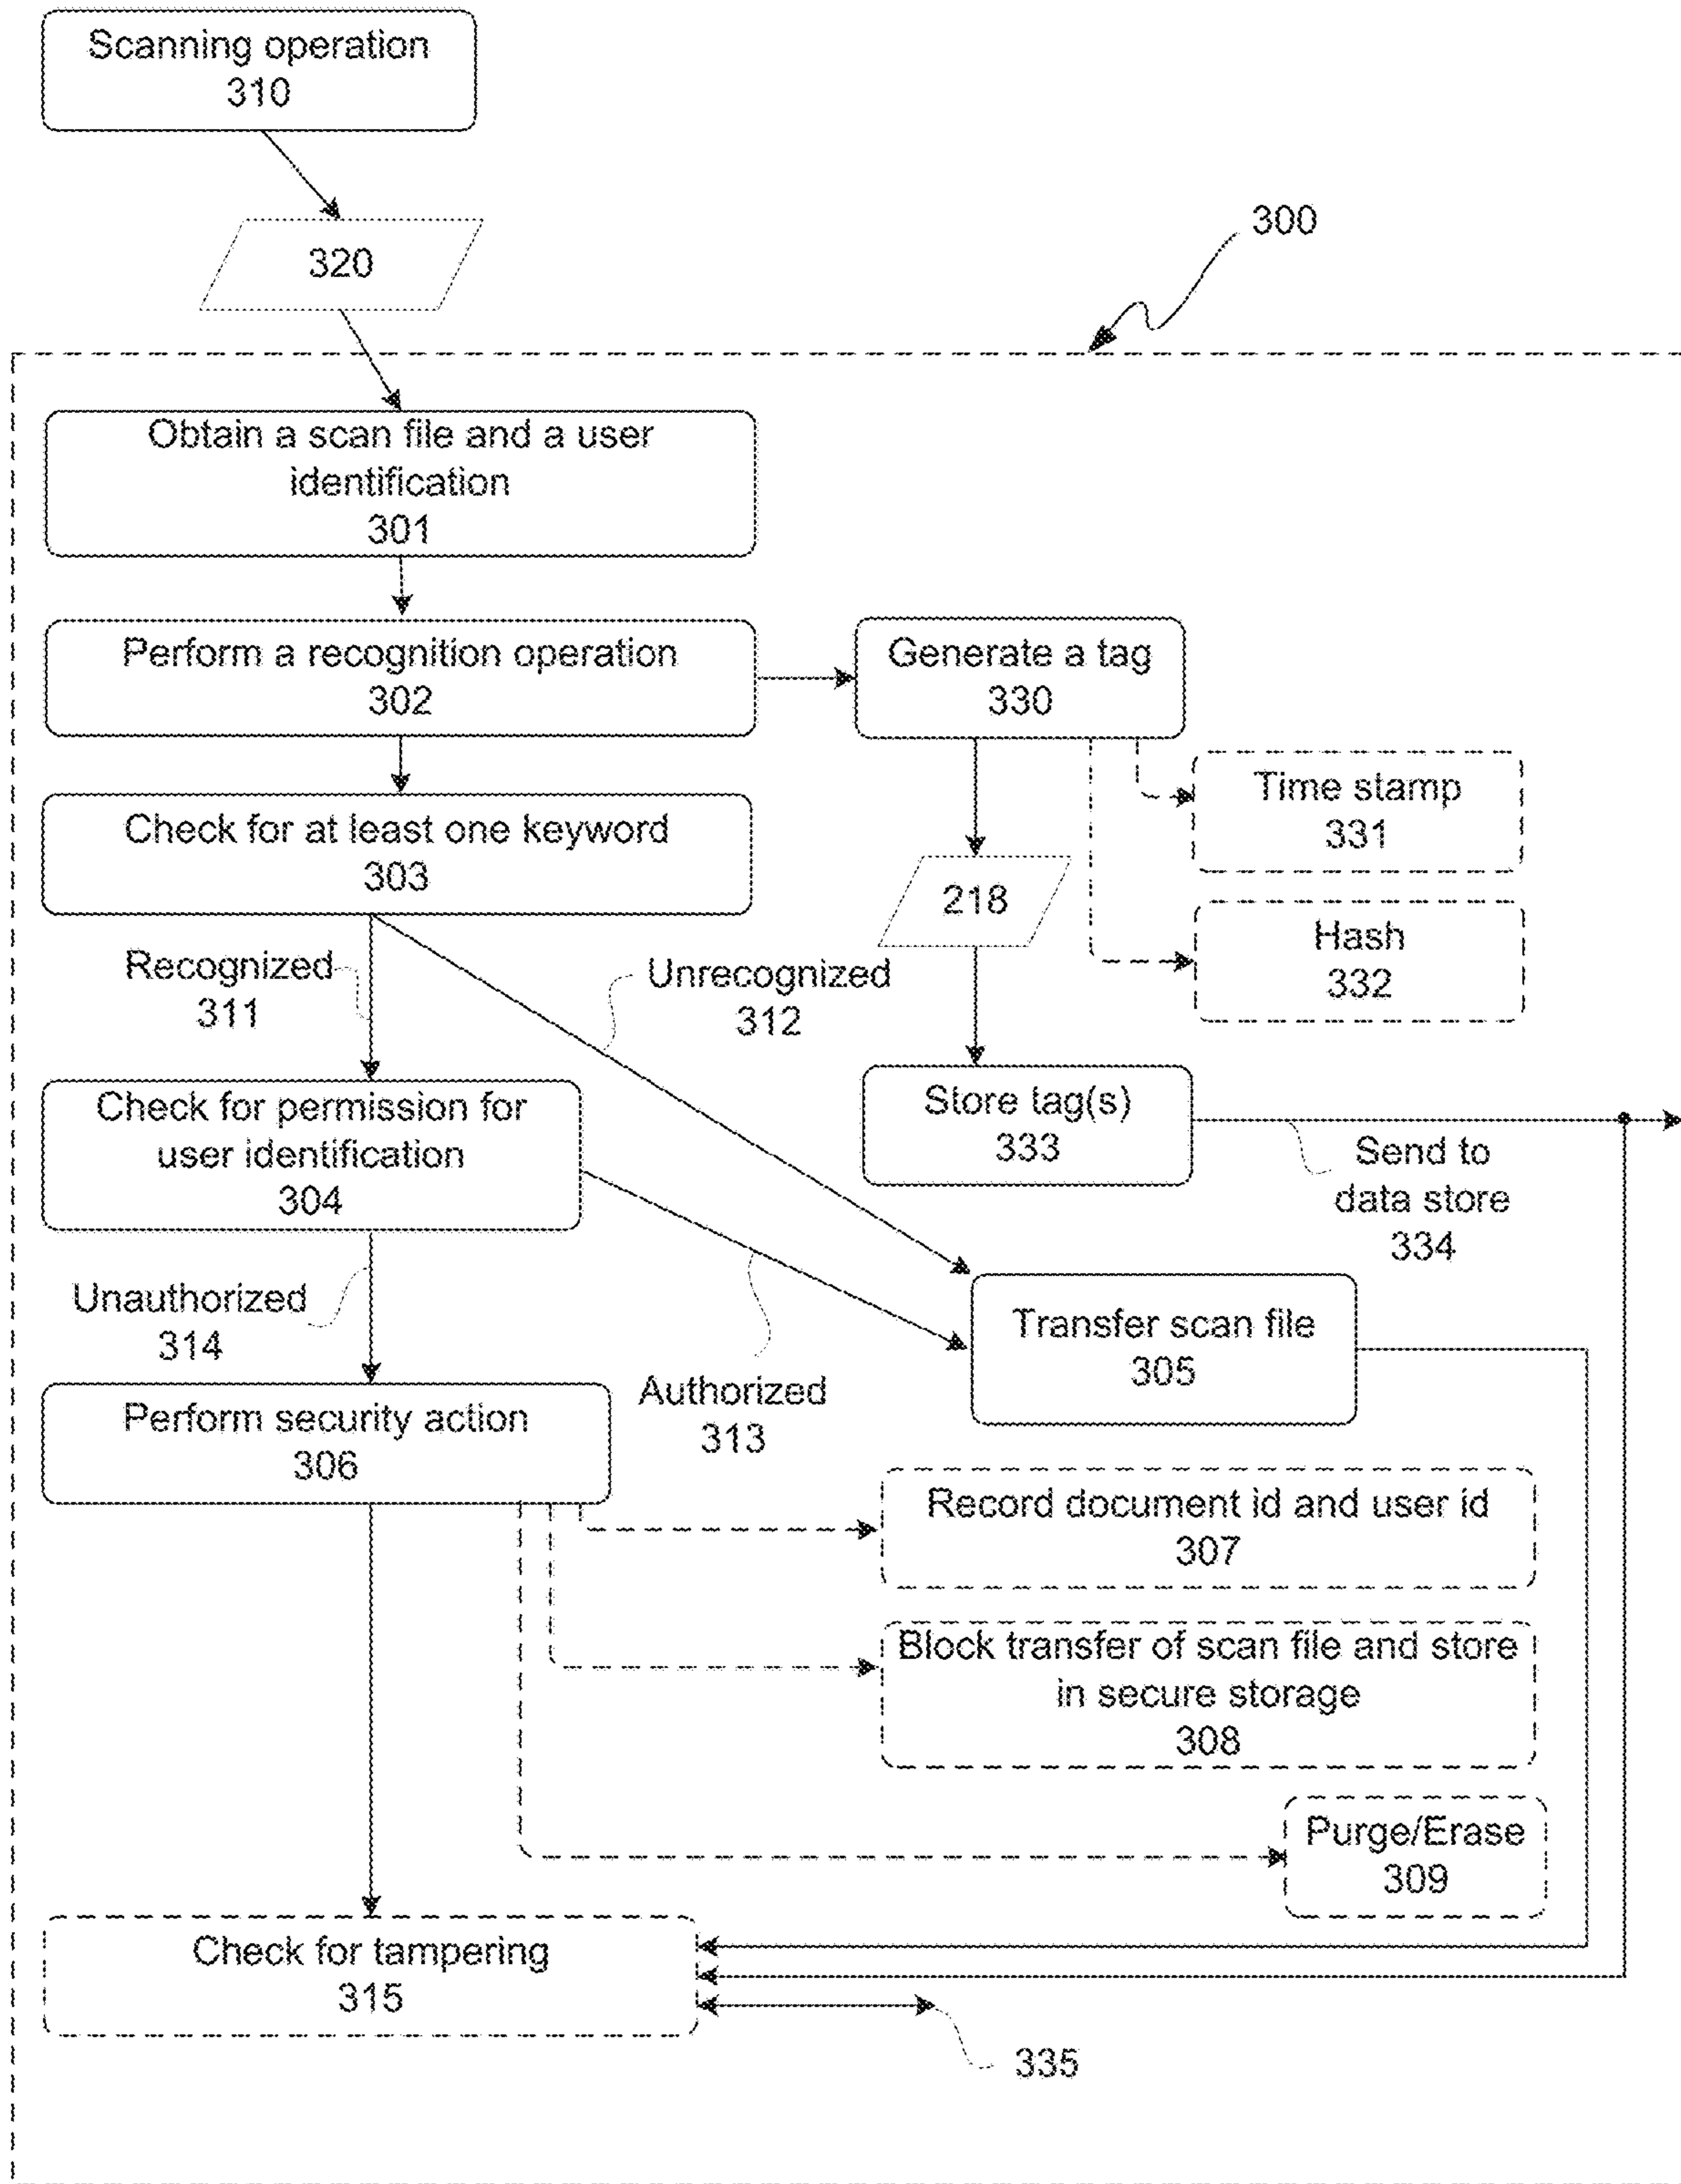 Scanning operation
310
320
300
Obtain a scan file and a user
identification
301
Perform a recognition operation
302
Generate a tag
330
Time stamp
331
Check for at least one keyword
303
218
Hash
332
Recognized
311
Unrecognized
312
Store tag(s)
333
Check for permission for
user identification
304
Send to
data store
334
Unauthorized
314
Transfer scan file
305
Authorized
313
Perform security action
306
Record document id and user id
307
Block transfer of scan file and store
in secure storage
308
Purge/Erase
309
Check for tampering
315
335